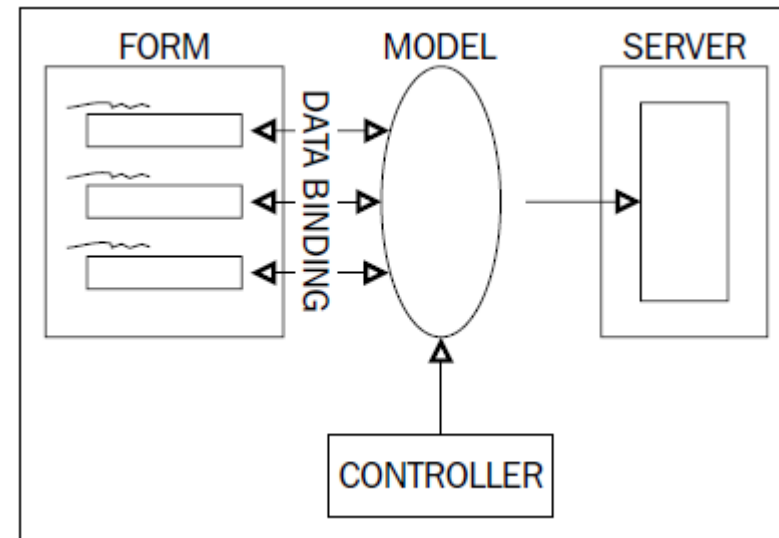 FORM
MODEL
SERVER
DATA BINDING
CONTROLLER